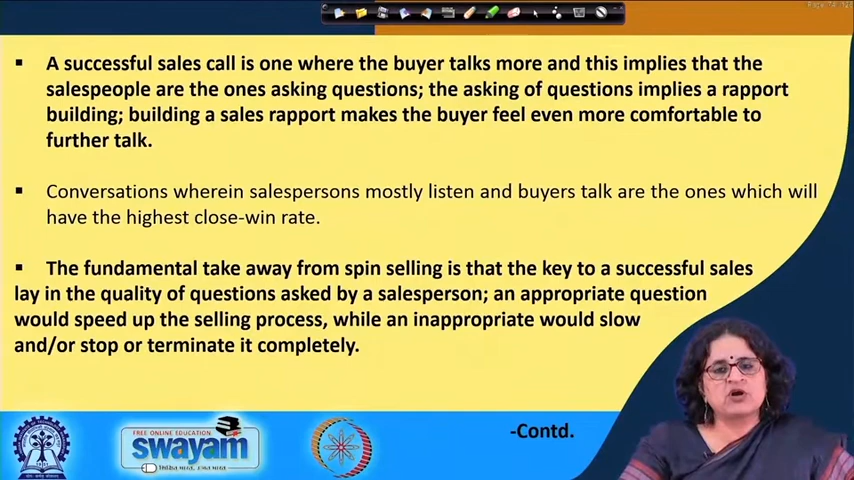 ▪ A successful sales call is one where the buyer talks more and this implies that the
salespeople are the ones asking questions; the asking of questions implies a rapport
building; building a sales rapport makes the buyer feel even more comfortable to
further talk.
▪ Conversations wherein salespersons mostly listen and buyers talk are the ones which will
have the highest close-win rate.
▪ The fundamental take away from spin selling is that the key to a successful sales
lay in the quality of questions asked by a salesperson; an appropriate question
would speed up the selling process, while an inappropriate would slow
and/or stop or terminate it completely.
-Contd.
FREE ONLINE EDUCATION
swayam